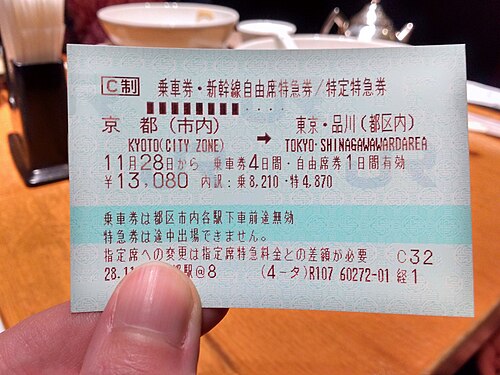 C制 乗車券・新幹線自由席特急券/特定特急券
京都(市内) → 東京・品川(都区内)
KYOTO(CITY ZONE) TOKYO・SHINAGAWAWARDAREA
11月28日から 乗車券4日間・自由席券1日間有効
¥13,080 内訳:乗8,210・特4,870
乗車券は都区市内各駅下車前途無効
特急券は途中出場できません。
指定席への変更は指定席特急料金との差額が必要 C32
28.11 駅@8 (4-タ)R107 60272-01 経1